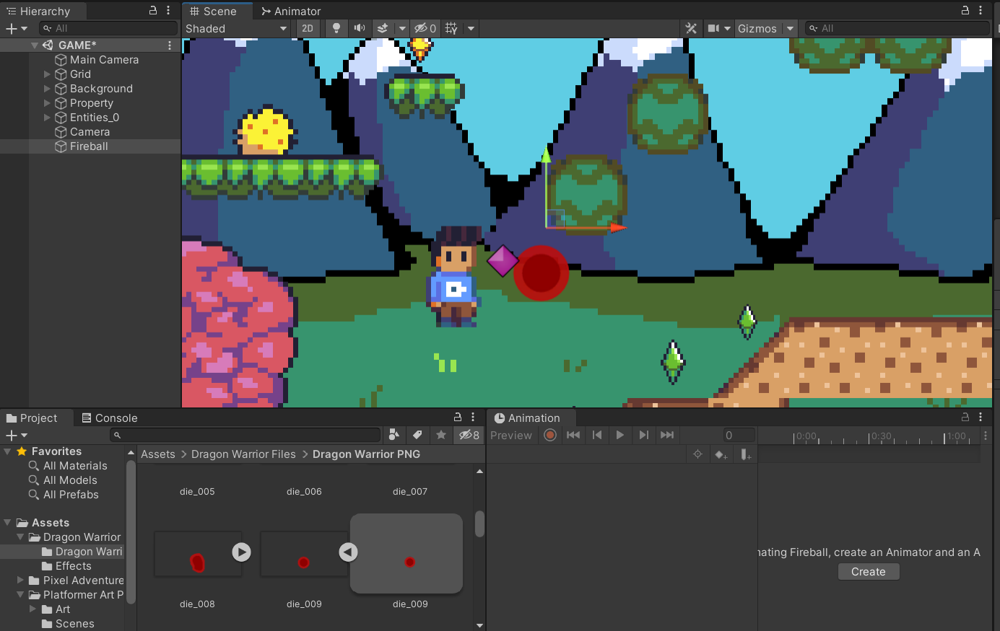 Hierarchy
All
GAME*
Main Camera
Grid
Background
Property
Entities_0
Camera
Fireball
Scene
Animator
Shaded
2D
0
Gizmos
All
Project
Console
8
Favorites
All Materials
All Models
All Prefabs
Assets
Dragon Warrior
Dragon Warri
Effects
Pixel Adventure
Platformer Art P
Art
Scenes
Assets > Dragon Warrior Files > Dragon Warrior PNG
die_005 die_006 die_007
die_008 die_009 die_009
Animation
Preview
0
0:00 0:30 1:00
nating Fireball, create an Animator and an A
Create